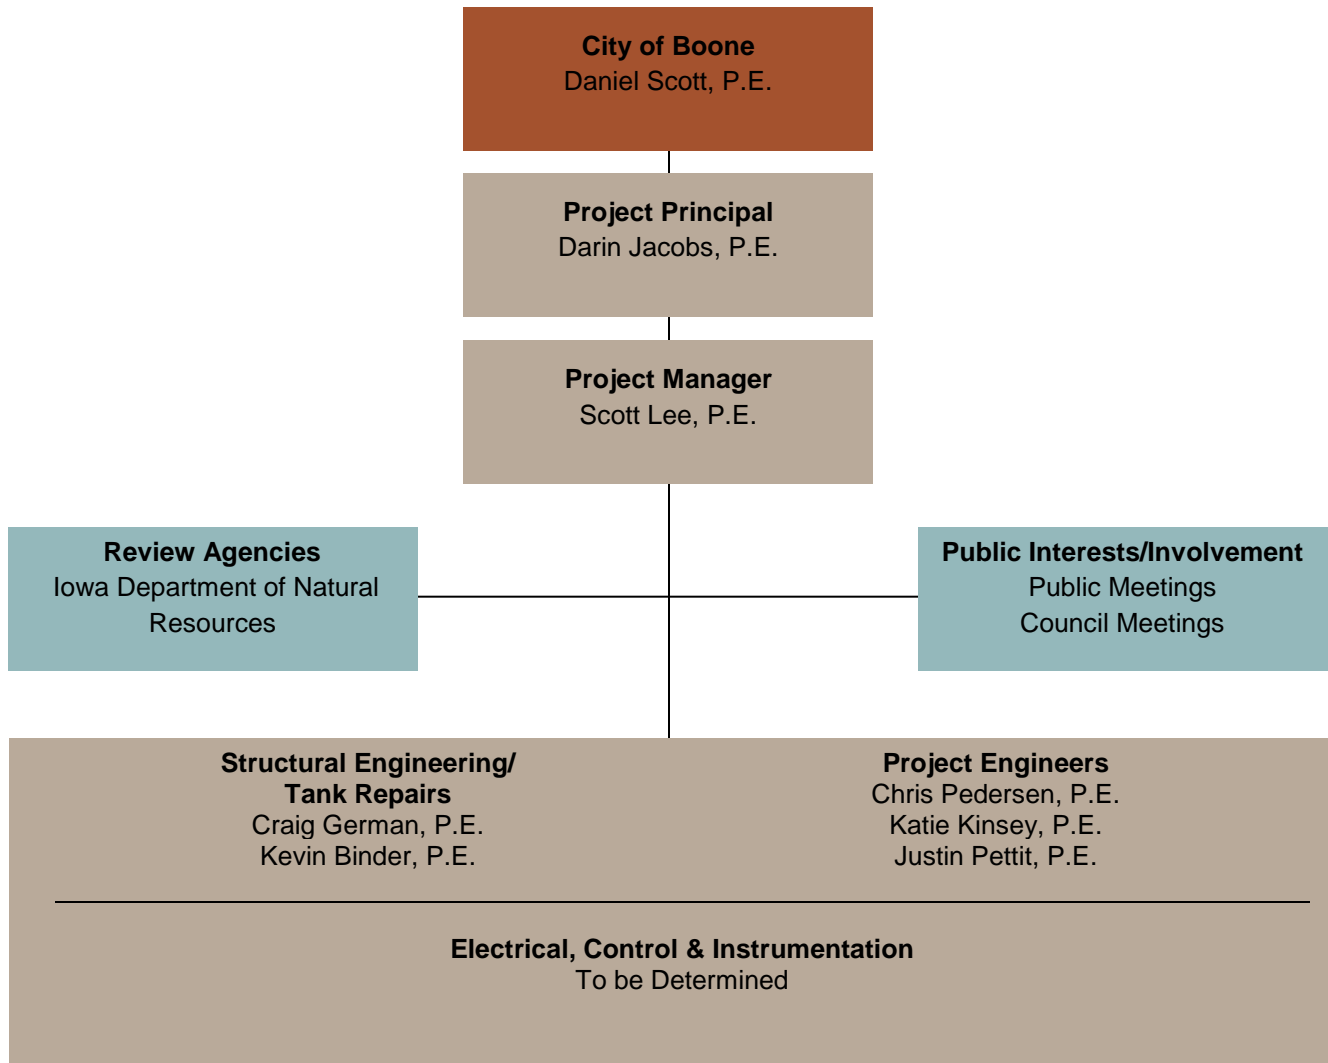 City of Boone
Daniel Scott, P.E.
Project Principal
Darin Jacobs, P.E.
Project Manager
Scott Lee, P.E.
Review Agencies
Iowa Department of Natural
Resources
Public Interests/Involvement
Public Meetings
Council Meetings
Structural Engineering/
Tank Repairs
Craig German, P.E.
Kevin Binder, P.E.
Project Engineers
Chris Pedersen, P.E.
Katie Kinsey, P.E.
Justin Pettit, P.E.
Electrical, Control & Instrumentation
To be Determined